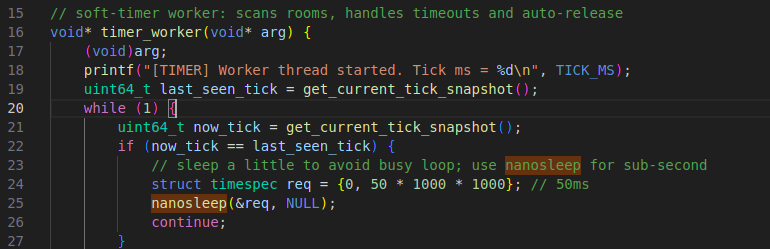 15 // soft-timer worker: scans rooms, handles timeouts and auto-release
16 void* timer_worker(void* arg) {
17     (void)arg;
18     printf("[TIMER] Worker thread started. Tick ms = %d\n", TICK_MS);
19     uint64_t last_seen_tick = get_current_tick_snapshot();
20     while (1) {
21         uint64_t now_tick = get_current_tick_snapshot();
22         if (now_tick == last_seen_tick) {
23             // sleep a little to avoid busy loop; use nanosleep for sub-second
24             struct timespec req = {0, 50 * 1000 * 1000}; // 50ms
25             nanosleep(&req, NULL);
26             continue;
27         }